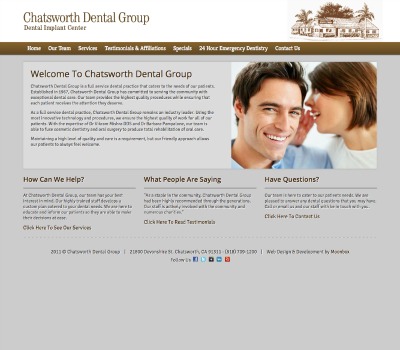 Chatsworth Dental Group
Dental Implant Center
Home Our Team Services Testimonials & Affiliations Specials 24 Hour Emergency Dentistry Contact Us
Welcome To Chatsworth Dental Group
Chatsworth Dental Group is a full service dental practice that caters to the needs of our patients.
Established in 1967, Chatsworth Dental Group has committed to serving the community with
exceptional dental care. Our team provides the highest quality procedures while ensuring that
each patient receives the attention they deserve.
As a full service dental practice, Chatsworth Dental Group remains an industry leader. Using the
most innovative technology and procedures, we ensure the highest quality of work for all of our
patients. With the expertise of Dr and Dr our team is
able to fuse cosmetic dentistry and oral surgery to produce total rehabilitation of oral care.
Maintaining a high level of quality and care is a requirement, but our friendly approach allows
our patients to always feel welcome.
How Can We Help?
At Chatsworth Dental Group, our team has your best
interest in mind. Our highly trained staff develops a
custom plan catered to your dental needs. We are here to
educate and inform our patients so they are able to make
them decisions at ease.
Click Here To See Our Services
What People Are Saying
"As a staple in the community, Chatsworth Dental Group
had been highly recommended through the generations.
Our staff is actively involved with the community and
numerous charities."
Click Here To Read Testimonials
Have Questions?
Our team is here to cater to our patients needs. We are
pleased to answer any dental questions that you may have.
Call or email us and our staff will be in touch with you.
Click Here To Contact Us
2011 © Chatsworth Dental Group | 21800 Devonshire St. Chatsworth, CA 91311 - (818) 709-1200 | Web Design & Development by Moonbox
Follow Us